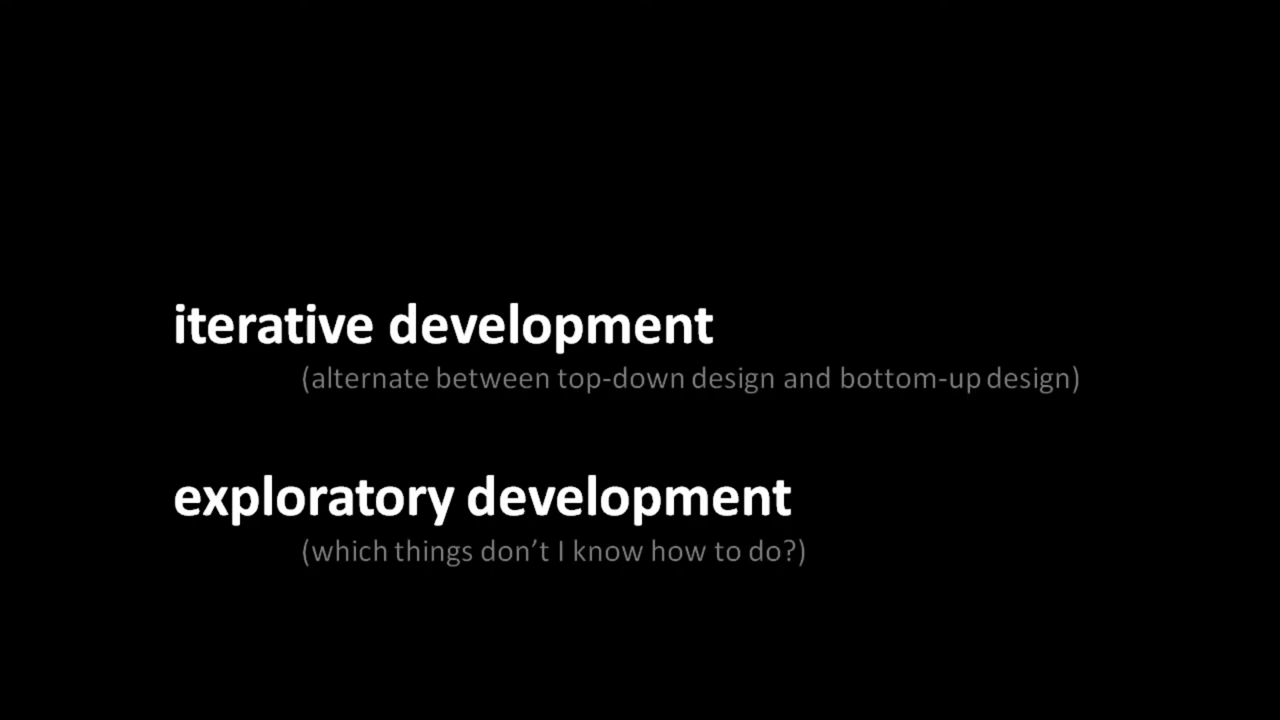 iterative development
(alternate between top-down design and bottom-up design)
exploratory development
(which things don’t I know how to do?)